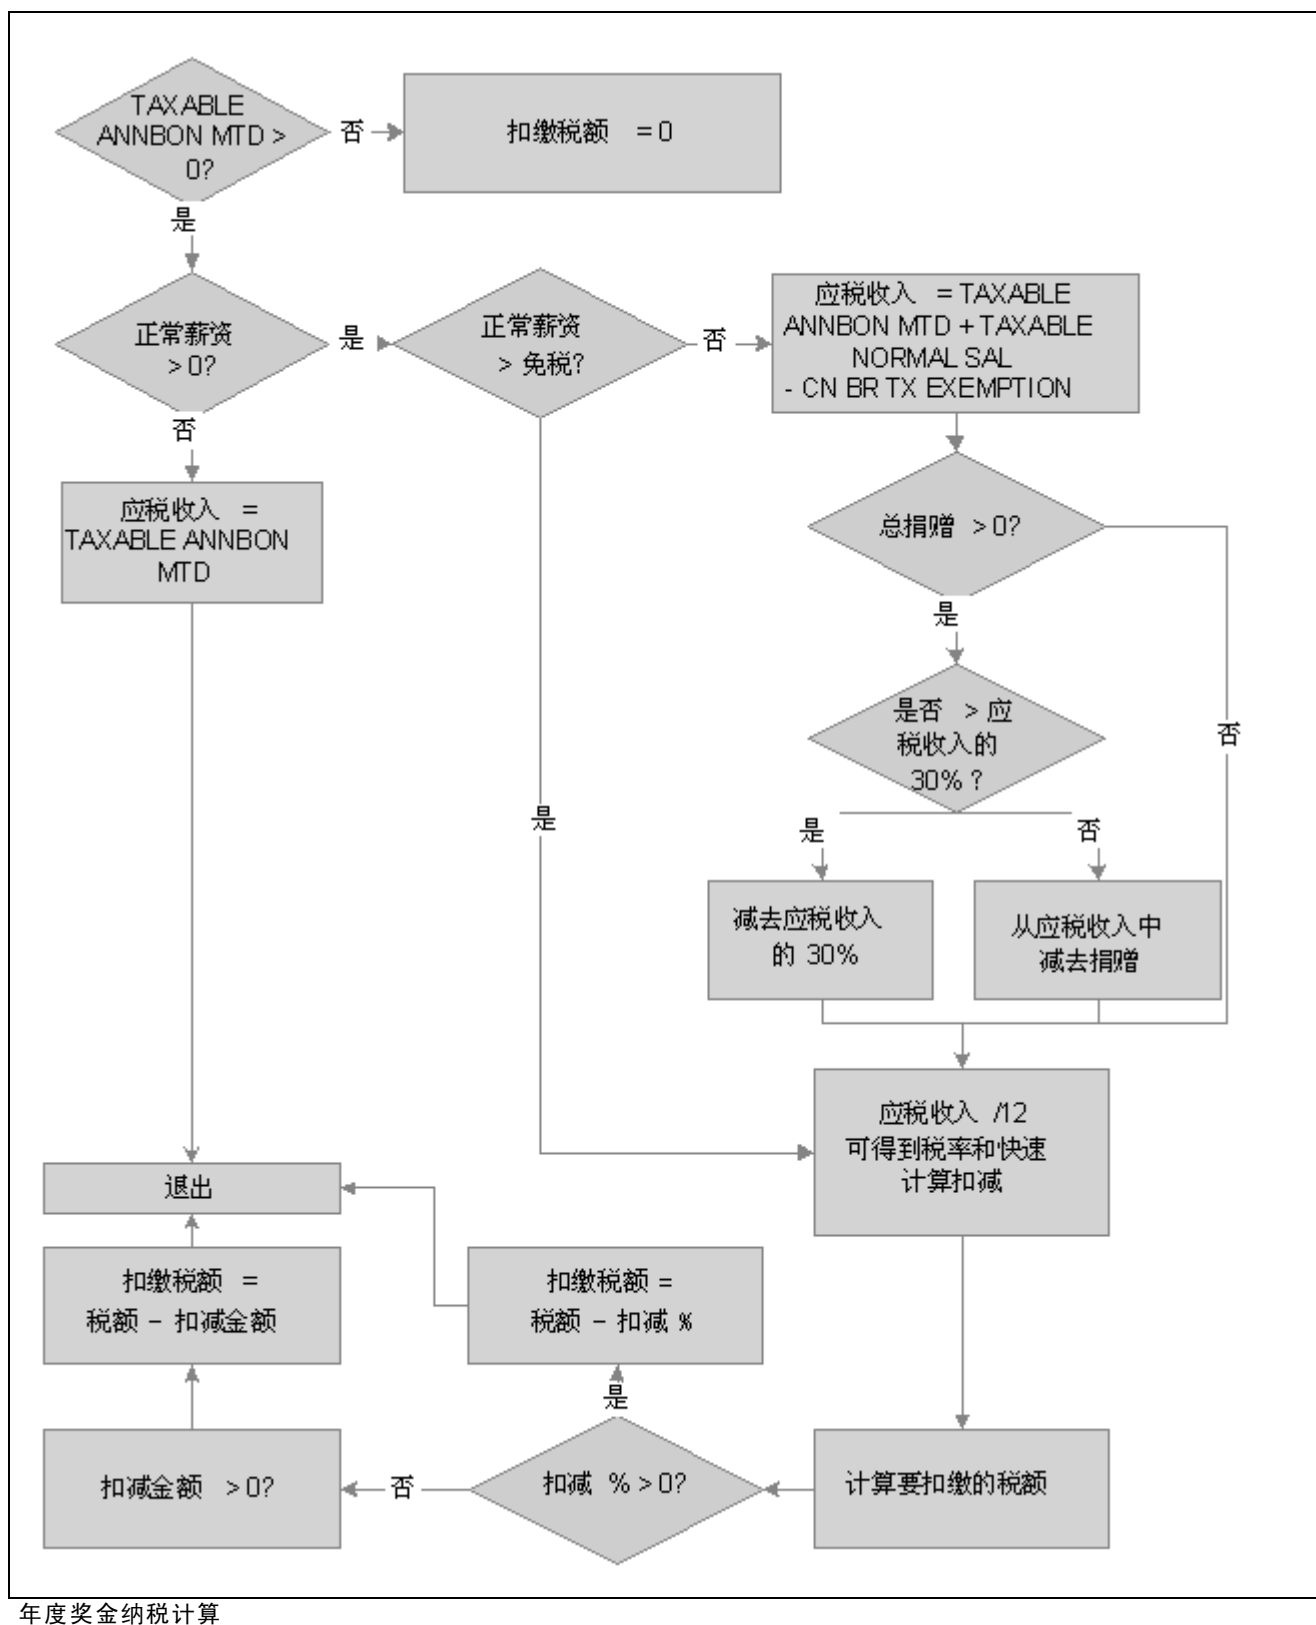 TAXABLE
ANNBON MTD >
0?
否
扣缴税额 = 0
是
正常薪资
> 0?
是
正常薪资
> 免税?
否
应税收入 = TAXABLE
ANNBON MTD + TAXABLE
NORMAL SAL
- CN BR TX EXEMPTION
否
应税收入 =
TAXABLE ANNBON
MTD
总捐赠 > 0?
是
否
是否 > 应
税收入的
30% ?
是
是
否
减去应税收入
的 30%
从应税收入中
减去捐赠
应税收入 /12
可得到税率和快速
计算扣减
退出
扣缴税额 =
税额 - 扣减金额
扣缴税额 =
税额 - 扣减 %
是
扣减金额 > 0?
否
扣减 % > 0?
计算要扣缴的税额
年度奖金纳税计算